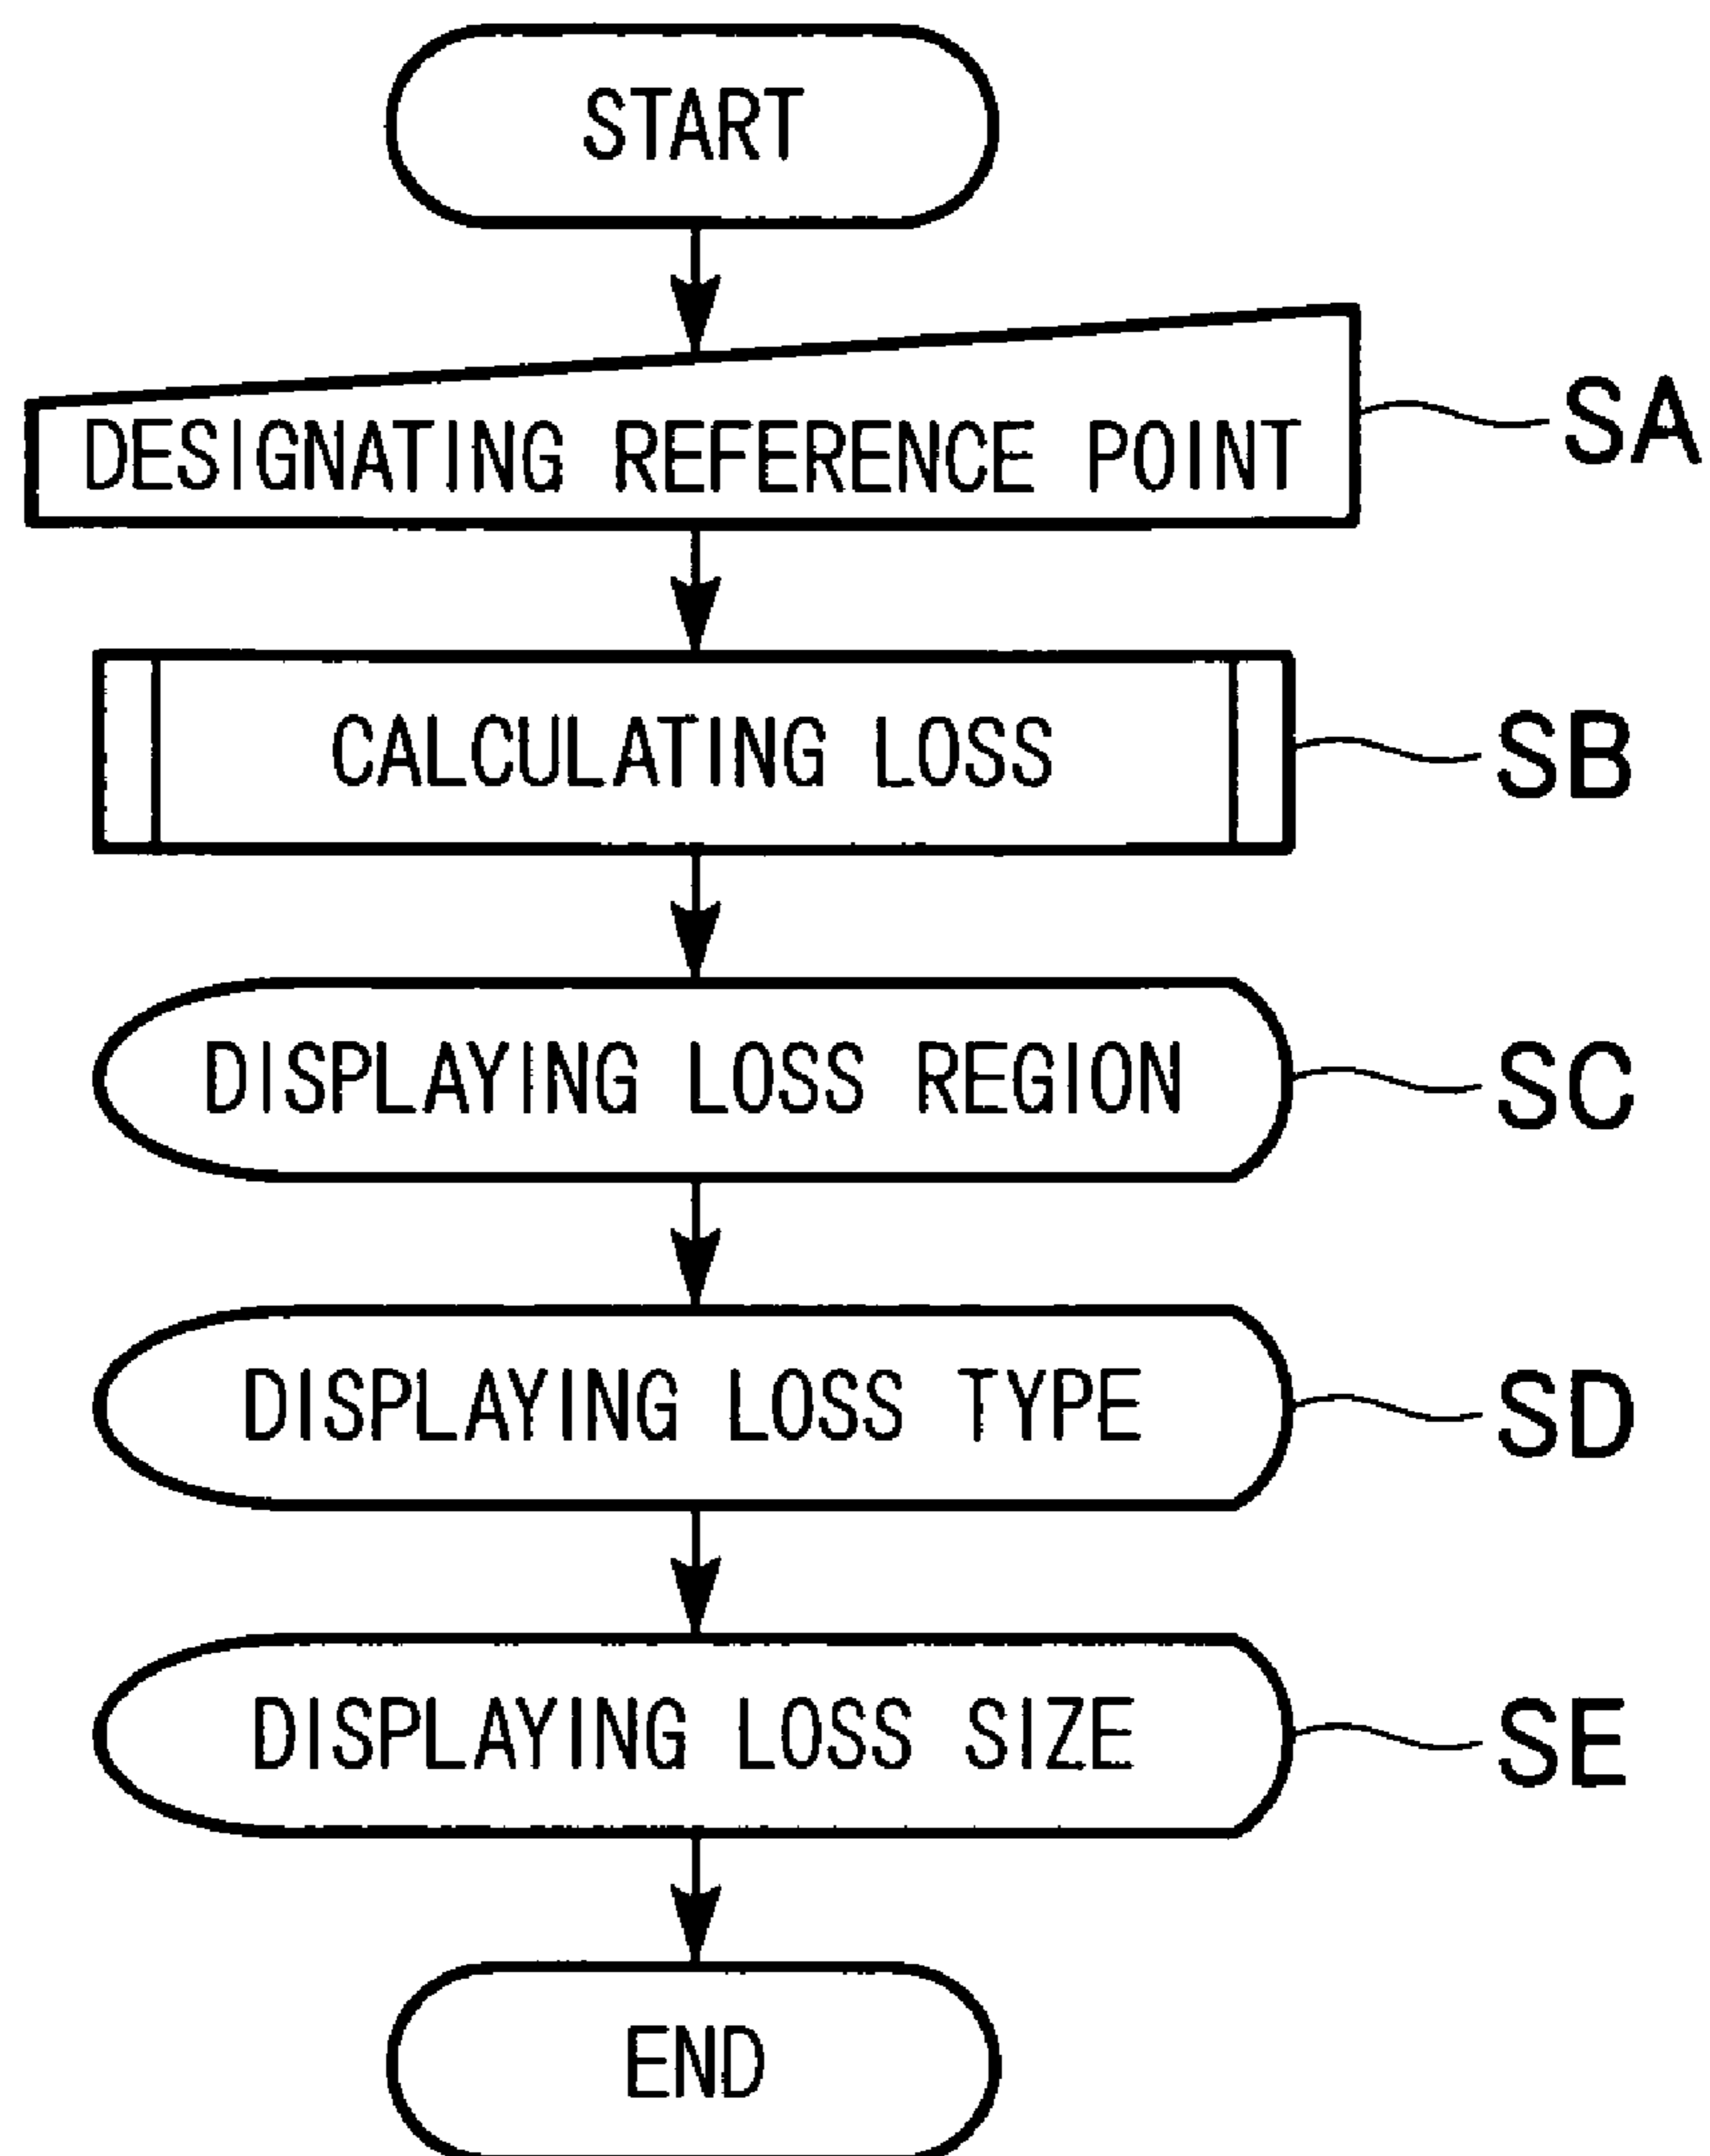 START
DESIGNATING REFERENCE POINT
SA
CALCULATING LOSS
SB
DISPLAYING LOSS REGION
SC
DISPLAYING LOSS TYPE
SD
DISPLAYING LOSS SIZE
SE
END